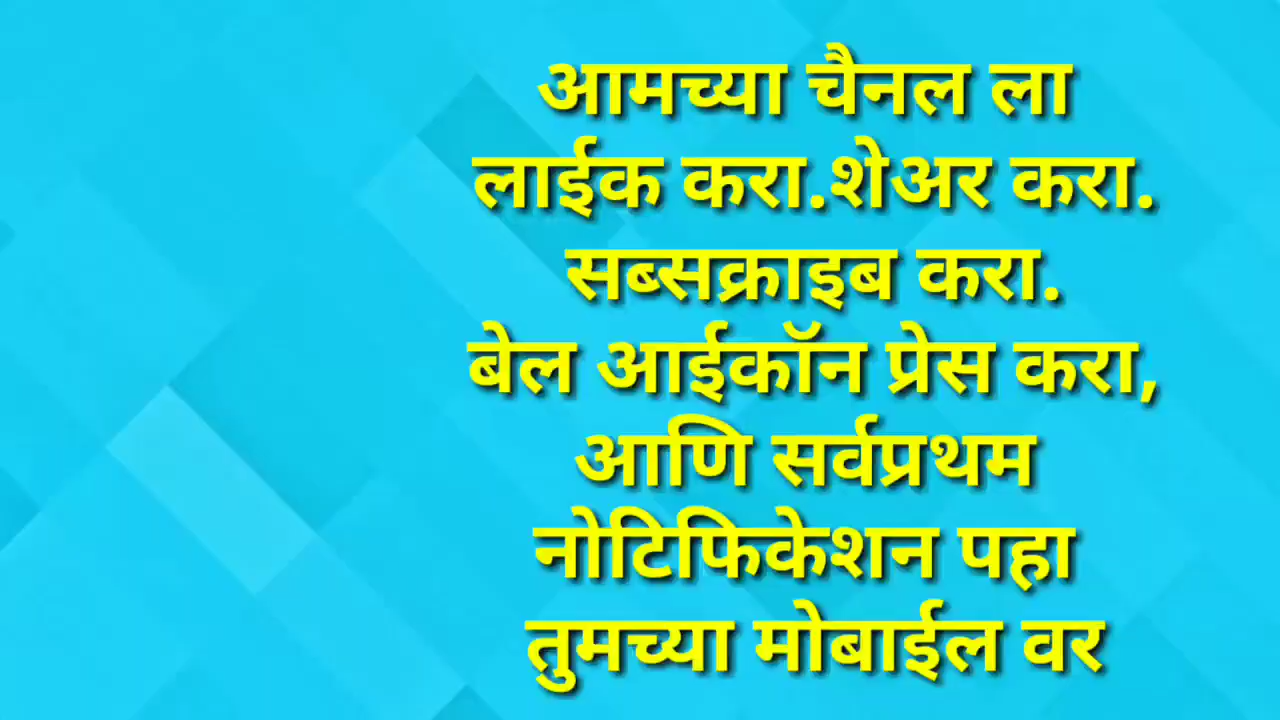 आमच्या चैनल ला
लाईक करा.शेअर करा.
सब्सक्राइब करा.
बेल आईकॉन प्रेस करा,
आणि सर्वप्रथम
नोटिफिकेशन पहा
तुमच्या मोबाईल वर